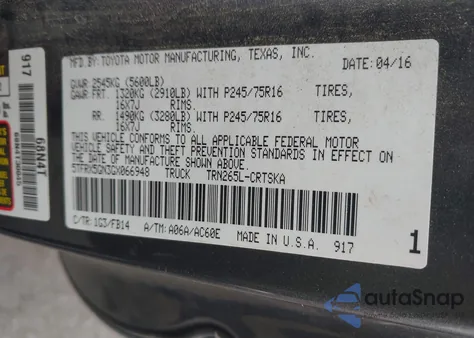 MFD.BY:TOYOTA MOTOR MANUFACTURING, TEXAS, INC.
DATE:04/16
GVWR 2545KG (5600LB)
GAWR FRT 1320KG (2910LB) WITH P245/75R16 TIRES,
16X7J RIMS.
RR 1490KG (3280LB) WITH P245/75R16 TIRES,
16X7J RIMS.
CONFORMS TO ALL APPLICABLE FEDERAL MOTOR
VEHICLE SAFETY AND THEFT PREVENTION STANDARDS IN EFFECT
ON THE DATE OF MANUFACTURE SHOWN ABOVE.
5TFRX5GN3GX066948 TRUCK TRN265L-CRTSKA
C/TR:1G3/FB14 A/TM:A06A/AC60E MADE IN U.S.A. 917
1
917
68N4T
autoSnap